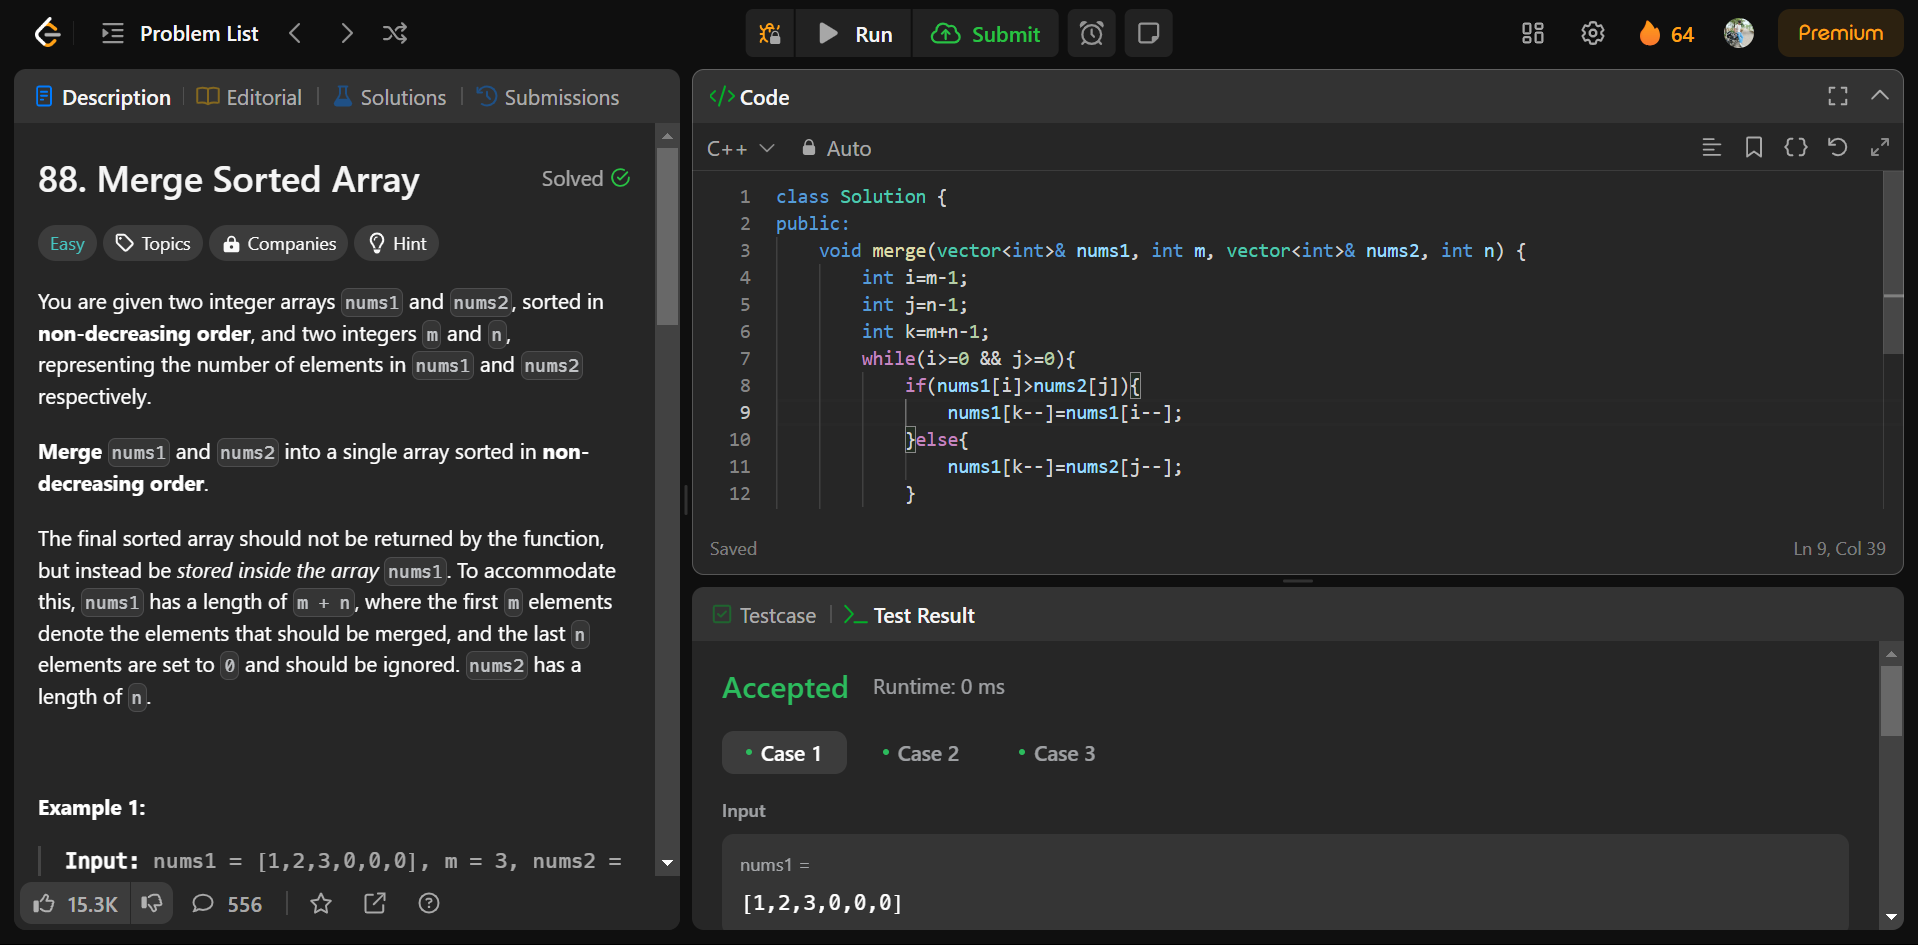 Problem List
Run
Submit
64
Premium
Description
Editorial
Solutions
Submissions
88. Merge Sorted Array
Solved
Easy
Topics
Companies
Hint
You are given two integer arrays nums1 and nums2, sorted in
non-decreasing order, and two integers m and n,
representing the number of elements in nums1 and nums2
respectively.
Merge nums1 and nums2 into a single array sorted in non-
decreasing order.
The final sorted array should not be returned by the function,
but instead be stored inside the array nums1. To accommodate
this, nums1 has a length of m + n, where the first m elements
denote the elements that should be merged, and the last n
elements are set to 0 and should be ignored. nums2 has a
length of n.
Example 1:
Input: nums1 = [1,2,3,0,0,0], m = 3, nums2 =
15.3K
556
</> Code
C++
Auto
1 class Solution {
2 public:
3 void merge(vector<int>& nums1, int m, vector<int>& nums2, int n) {
4 int i=m-1;
5 int j=n-1;
6 int k=m+n-1;
7 while(i>=0 && j>=0){
8 if(nums1[i]>nums2[j]){
9 nums1[k--]=nums1[i--];
10 }else{
11 nums1[k--]=nums2[j--];
12 }
Saved
Ln 9, Col 39
Testcase
Test Result
Accepted
Runtime: 0 ms
Case 1
Case 2
Case 3
Input
nums1 =
[1,2,3,0,0,0]